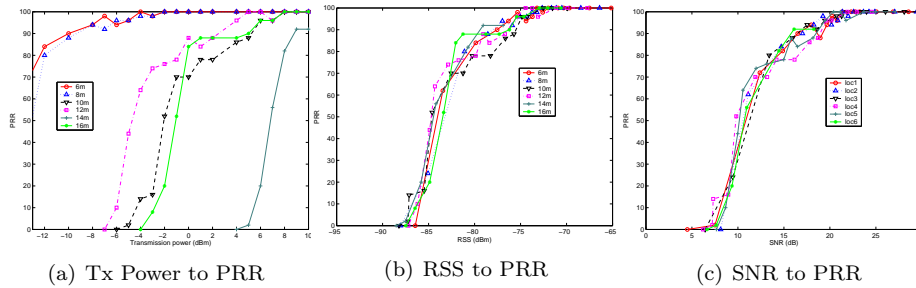 100
90
80
70
60
50
40
30
20
10
0
PRR
6m
8m
10m
12m
14m
16m
−12 −10 −8 −6 −4 −2 0 2 4 6 8 10
Transmission power (dBm)
(a) Tx Power to PRR
100
90
80
70
60
50
40
30
20
10
0
PRR
6m
8m
10m
12m
14m
16m
−95 −90 −85 −80 −75 −70 −65
RSS (dBm)
(b) RSS to PRR
100
90
80
70
60
50
40
30
20
10
0
PRR
loc1
loc2
loc3
loc4
loc5
loc6
0 5 10 15 20 25
SNR (dB)
(c) SNR to PRR